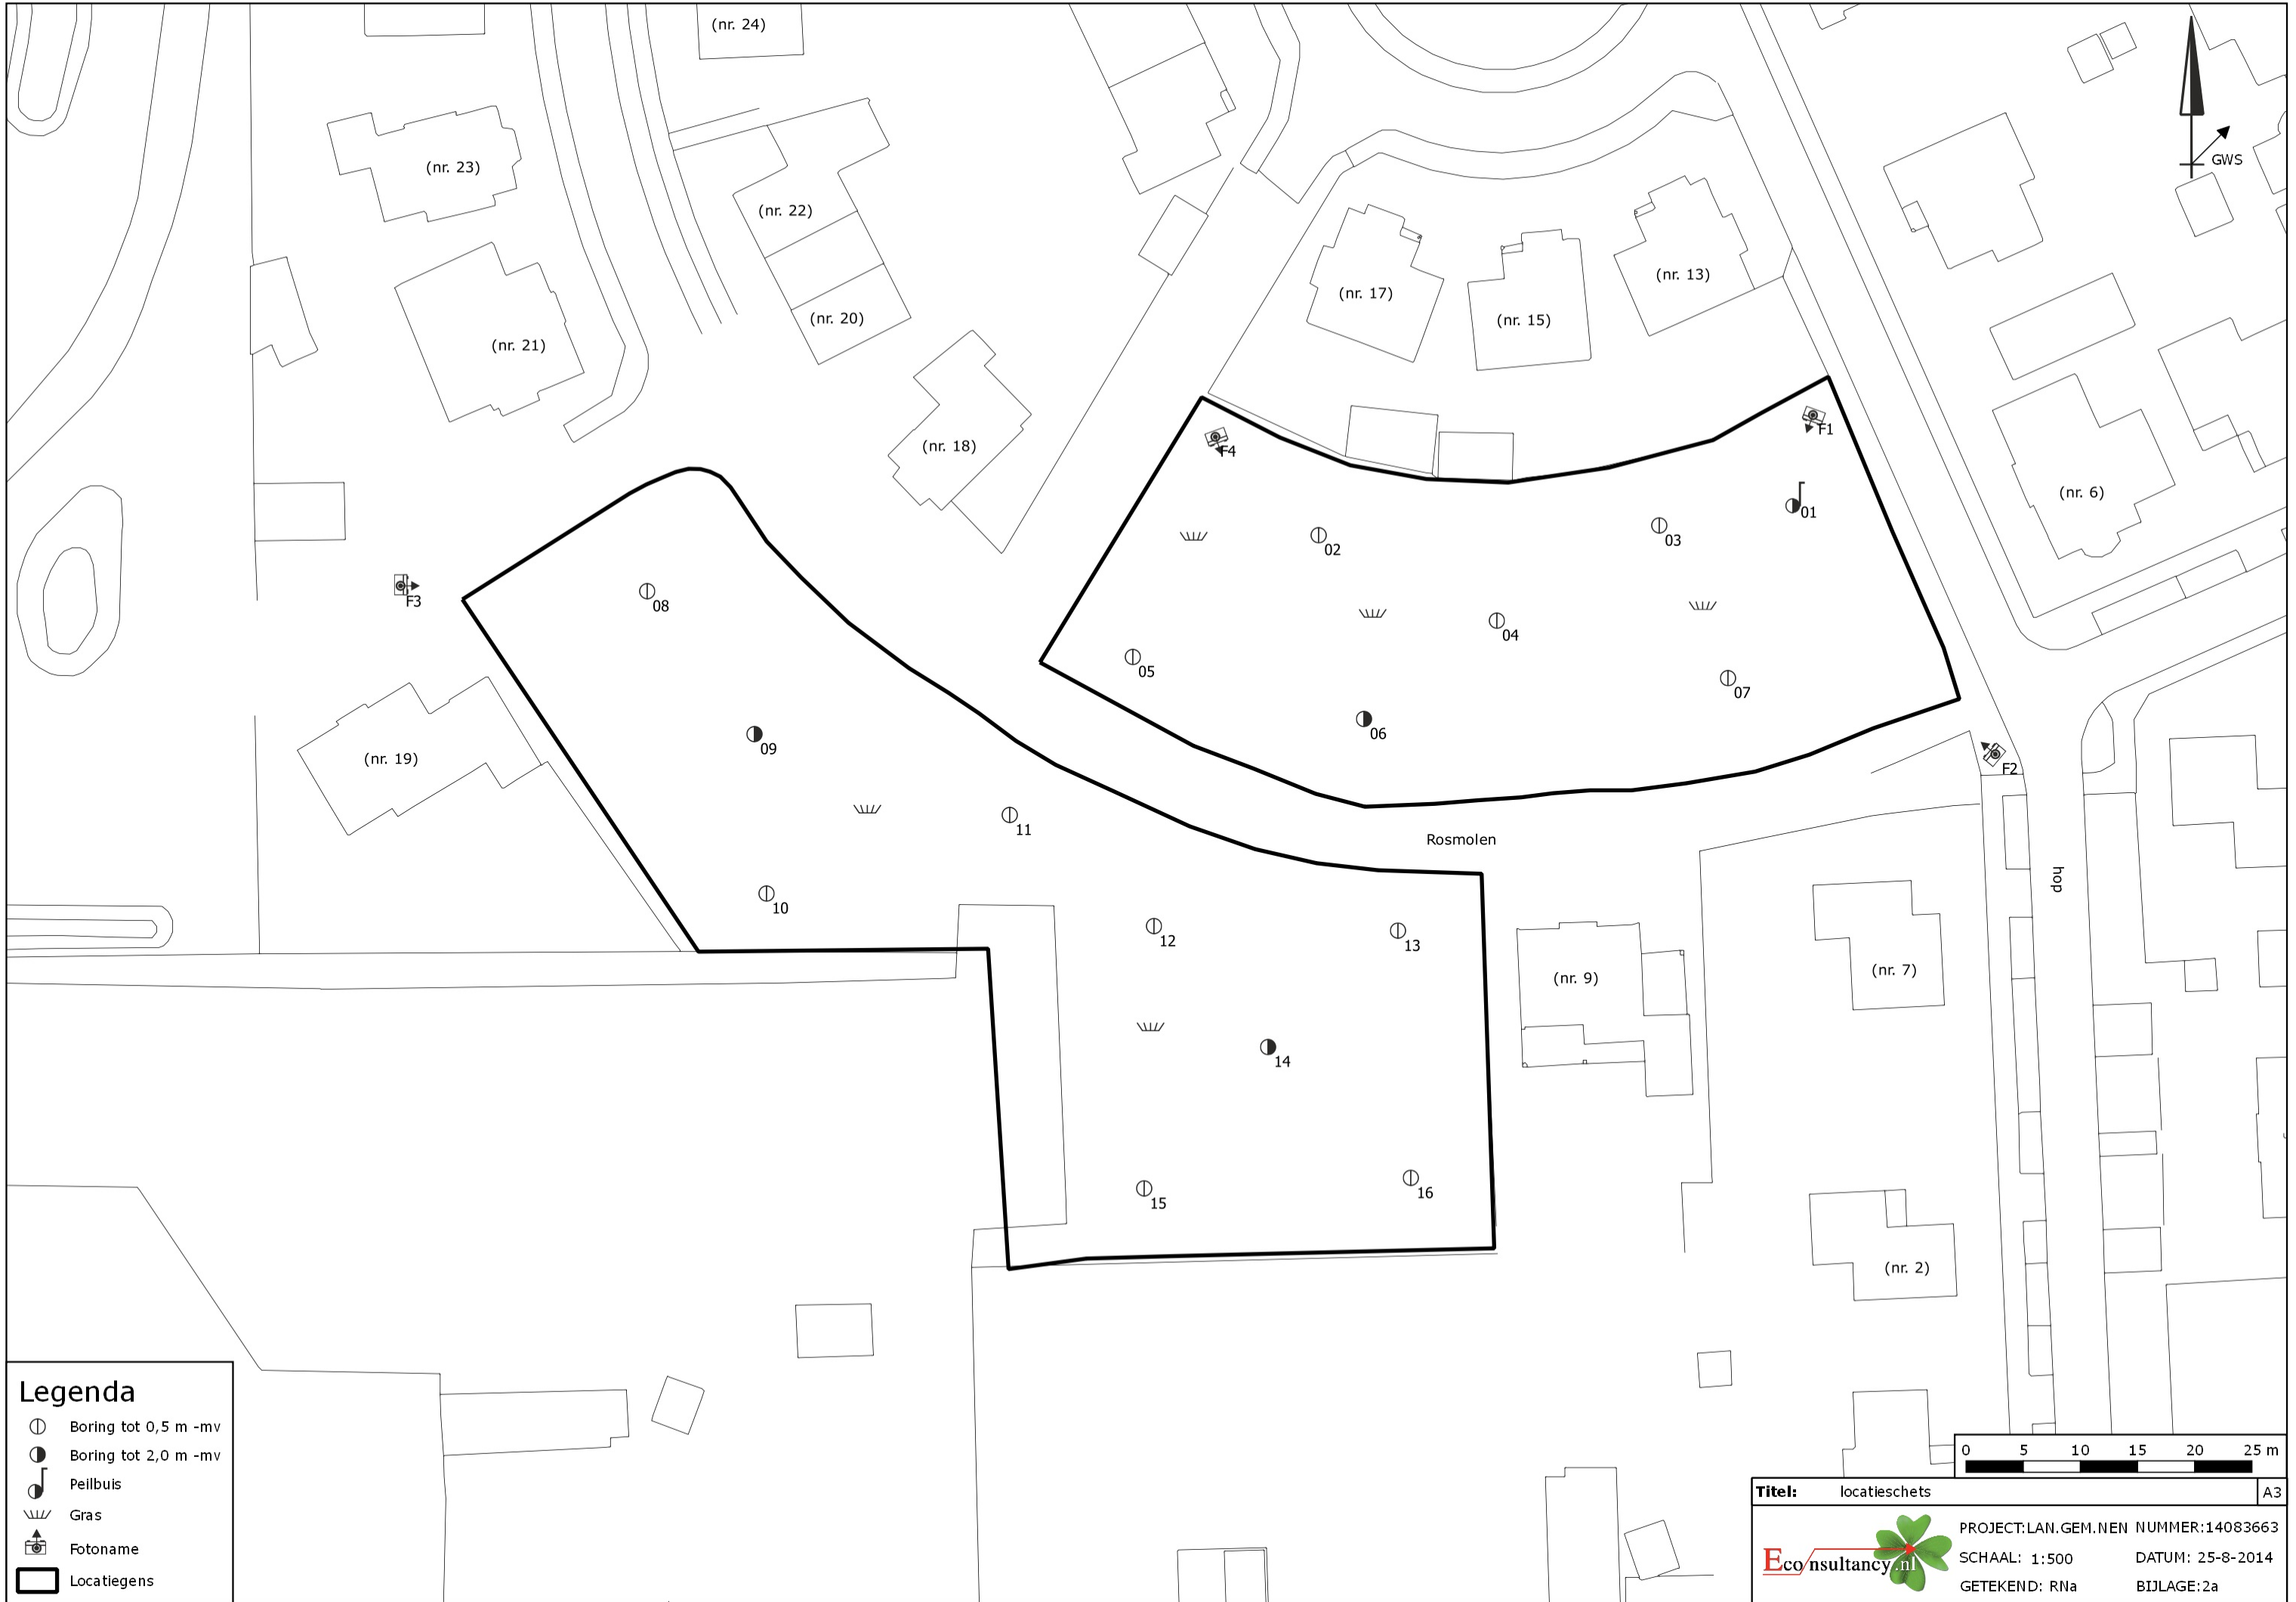 (nr. 24)
(nr. 23)
(nr. 22)
GWS
(nr. 13)
(nr. 17)
(nr. 20)
(nr. 15)
(nr. 21)
F1
(nr. 18)
F4
(nr. 6)
01
03
02
F3
08
04
05
07
06
09
(nr. 19)
F2
11
Rosmolen
hop
10
12
13
(nr. 9)
(nr. 7)
14
16
15
(nr. 2)
Legenda
Boring tot 0,5 m -mv
Boring tot 2,0 m -mv
Peilbuis
Gras
Fotoname
Locatiegens
0 5 10 15 20 25 m
Titel: locatieschets A3
PROJECT:LAN.GEM.NEN NUMMER:14083663
Econsultancy.nl
SCHAAL: 1:500 DATUM: 25-8-2014
GETEKEND: RNa BIJLAGE:2a